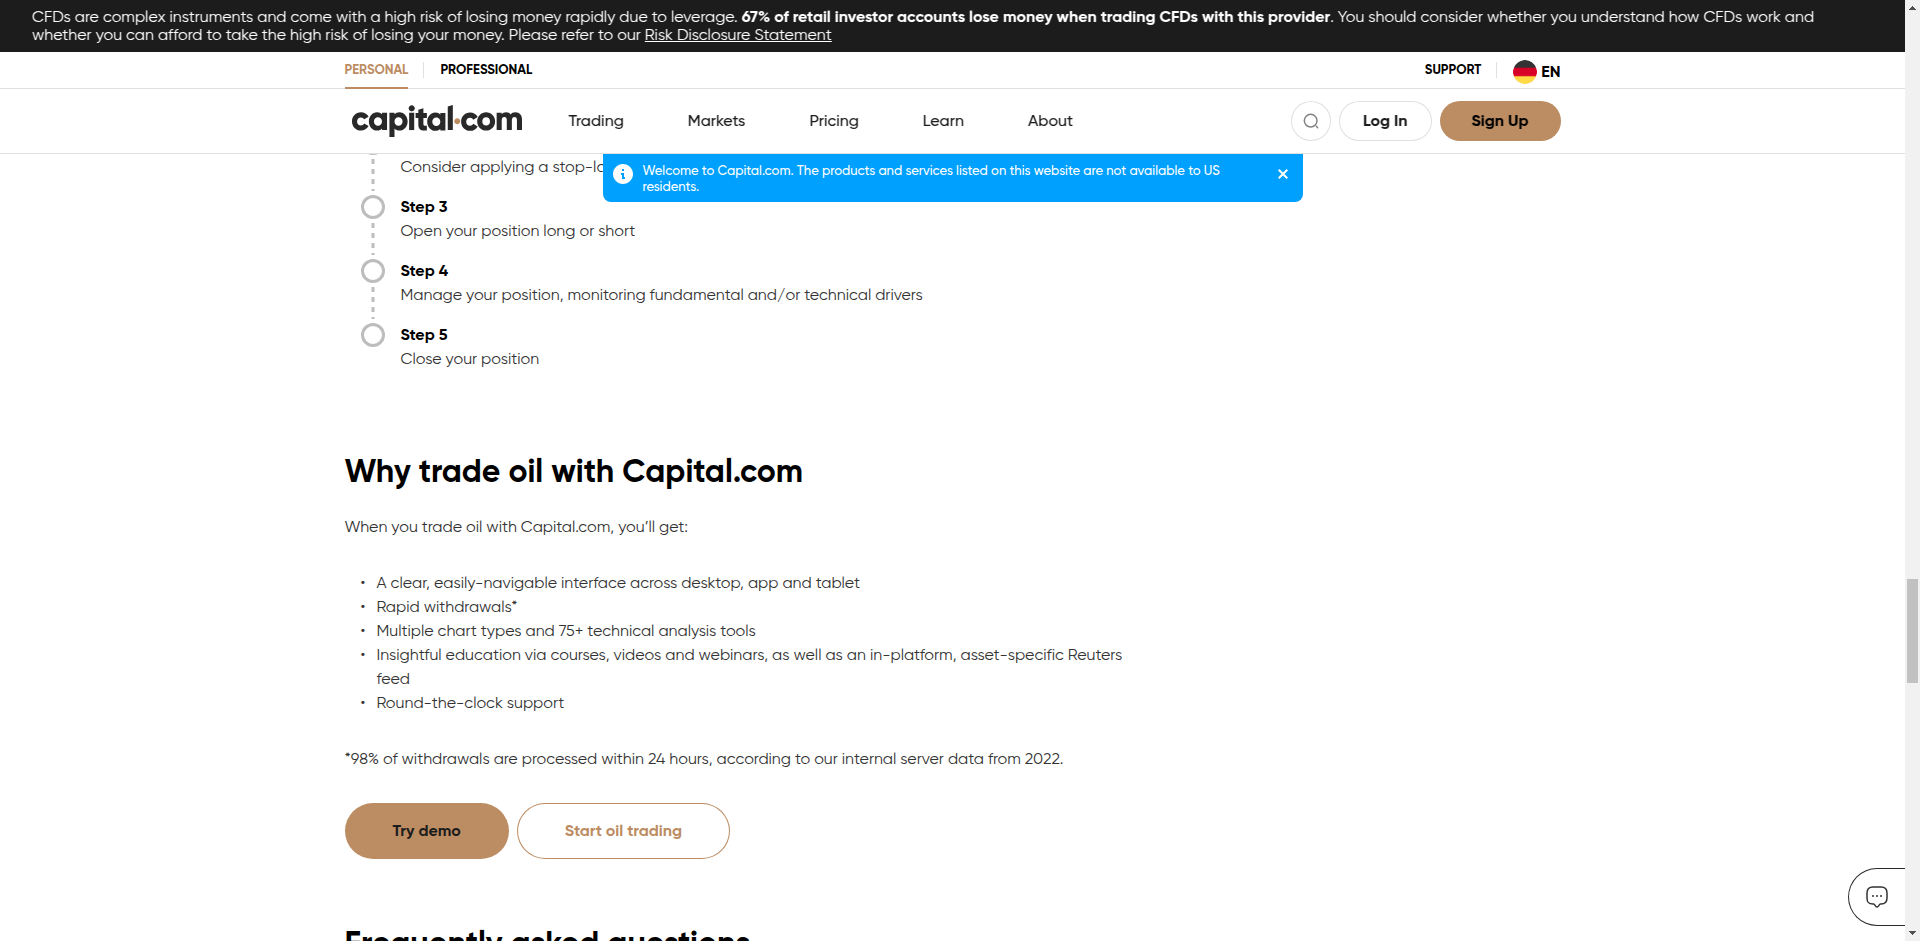 CFDs are complex instruments and come with a high risk of losing money rapidly due to leverage. 67% of retail investor accounts lose money when trading CFDs with this provider. You should consider whether you understand how CFDs work and
whether you can afford to take the high risk of losing your money. Please refer to our Risk Disclosure Statement
PERSONAL PROFESSIONAL SUPPORT EN
capital.com Trading Markets Pricing Learn About Log In Sign Up
Consider applying a
Welcome to Capital.com. The products and services listed on this website are not available to US
residents.
Step 3
Open your position long or short
Step 4
Manage your position, monitoring fundamental and/or technical drivers
Step 5
Close your position
Why trade oil with Capital.com
When you trade oil with Capital.com, you’ll get:
• A clear, easily-navigable interface across desktop, app and tablet
• Rapid withdrawals*
• Multiple chart types and 75+ technical analysis tools
• Insightful education via courses, videos and webinars, as well as an in-platform, asset-specific Reuters
feed
• Round-the-clock support
*98% of withdrawals are processed within 24 hours, according to our internal server data from 2022.
Try demo Start oil trading
Frequently asked questions